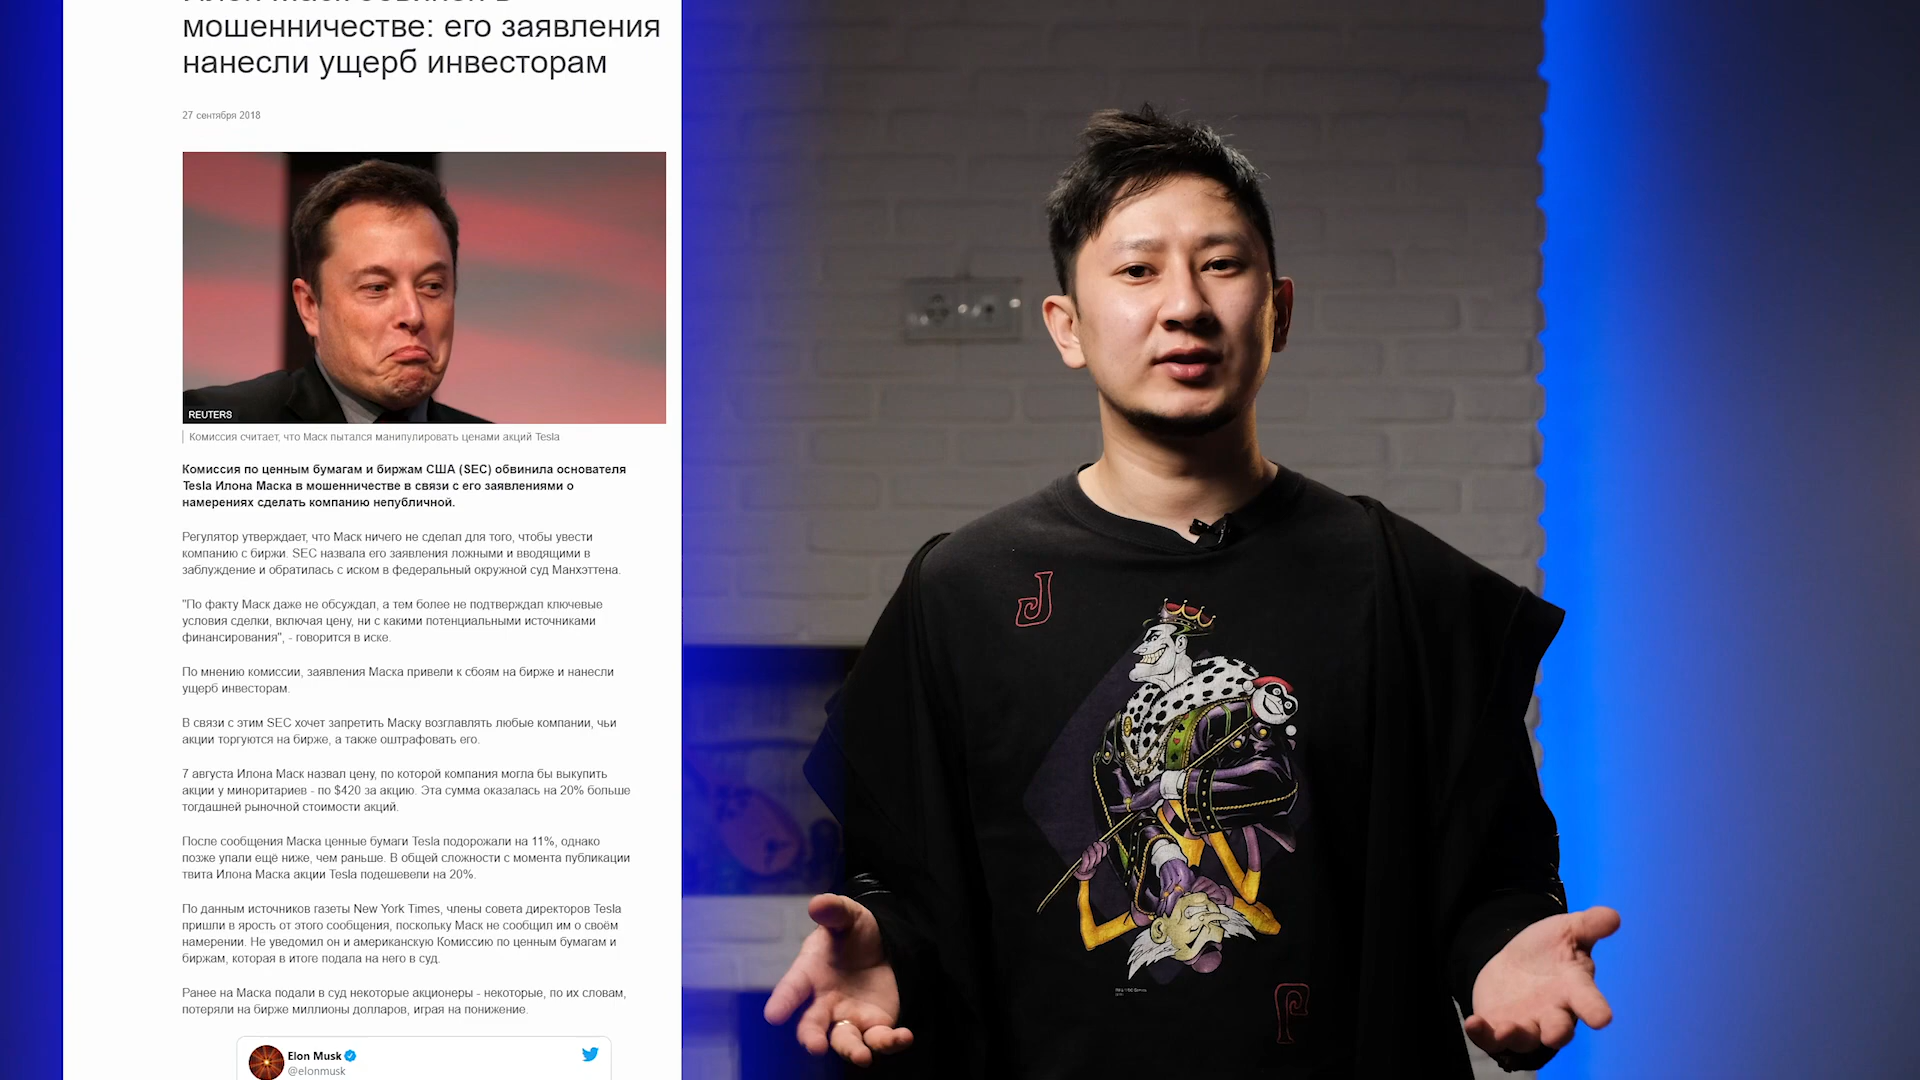 мошенничестве: его заявления
нанесли ущерб инвесторам
27 сентября 2018
REUTERS
Комиссия считает, что Маск пытался манипулировать ценами акций Tesla
Комиссия по ценным бумагам и биржам США (SEC) обвинила основателя
Tesla Илона Маска в мошенничестве в связи с его заявлениями о
намерениях сделать компанию непубличной.
Регулятор утверждает, что Маск ничего не сделал для того, чтобы увести
компанию с биржи. SEC назвала его заявления ложными и вводящими в
заблуждение и обратилась с иском в федеральный окружной суд Манхэттена.
"По факту Маск даже не обсуждал, а тем более не подтверждал ключевые
условия сделки, включая цену, ни с какими потенциальными источниками
финансирования", - говорится в иске.
По мнению комиссии, заявления Маска привели к сбоям на бирже и нанесли
ущерб инвесторам.
В связи с этим SEC хочет запретить Маску возглавлять любые компании, чьи
акции торгуются на бирже, а также оштрафовать его.
7 августа Илона Маск назвал цену, по которой компания могла бы выкупить
акции у миноритариев - по $420 за акцию. Эта сумма оказалась на 20% больше
тогдашней рыночной стоимости акций.
После сообщения Маска ценные бумаги Tesla подорожали на 11%, однако
позже упали ещё ниже, чем раньше. В общей сложности с момента публикации
твита Илона Маска акции Tesla подешевели на 20%.
По данным источников газеты New York Times, члены совета директоров Tesla
пришли в ярость от этого сообщения, поскольку Маск не сообщил им о своём
намерении. Не уведомил он и американскую Комиссию по ценным бумагам и
биржам, которая в итоге подала на него в суд.
Ранее на Маска подали в суд некоторые акционеры - некоторые, по их словам,
потеряли на бирже миллионы долларов, играя на понижение.
Elon Musk
@elonmusk
J
J